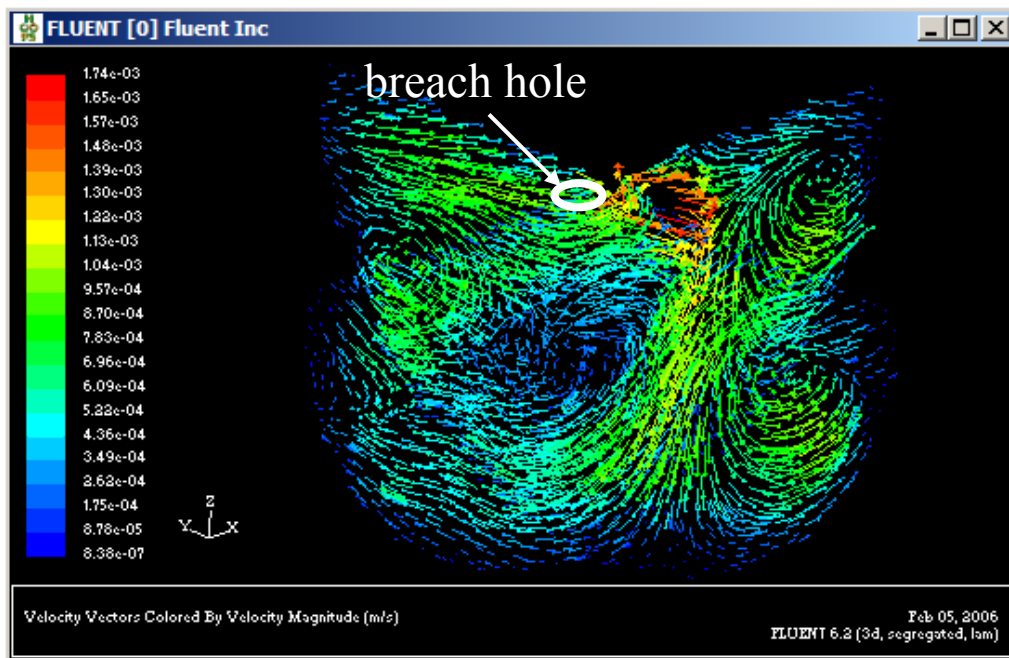 FLUENT [0] Fluent Inc
breach hole
1.74e-03
1.65e-03
1.57e-03
1.48e-03
1.39e-03
1.30e-03
1.22e-03
1.13e-03
1.04e-03
9.57e-04
8.70e-04
7.83e-04
6.96e-04
6.09e-04
5.22e-04
4.36e-04
3.49e-04
2.62e-04
1.75e-04
8.78e-05
8.38e-07
Z
Y X
Velocity Vectors Colored By Velocity Magnitude (m/s)
Feb 05, 2006
FLUENT 6.2 (3d, segregated, lam)